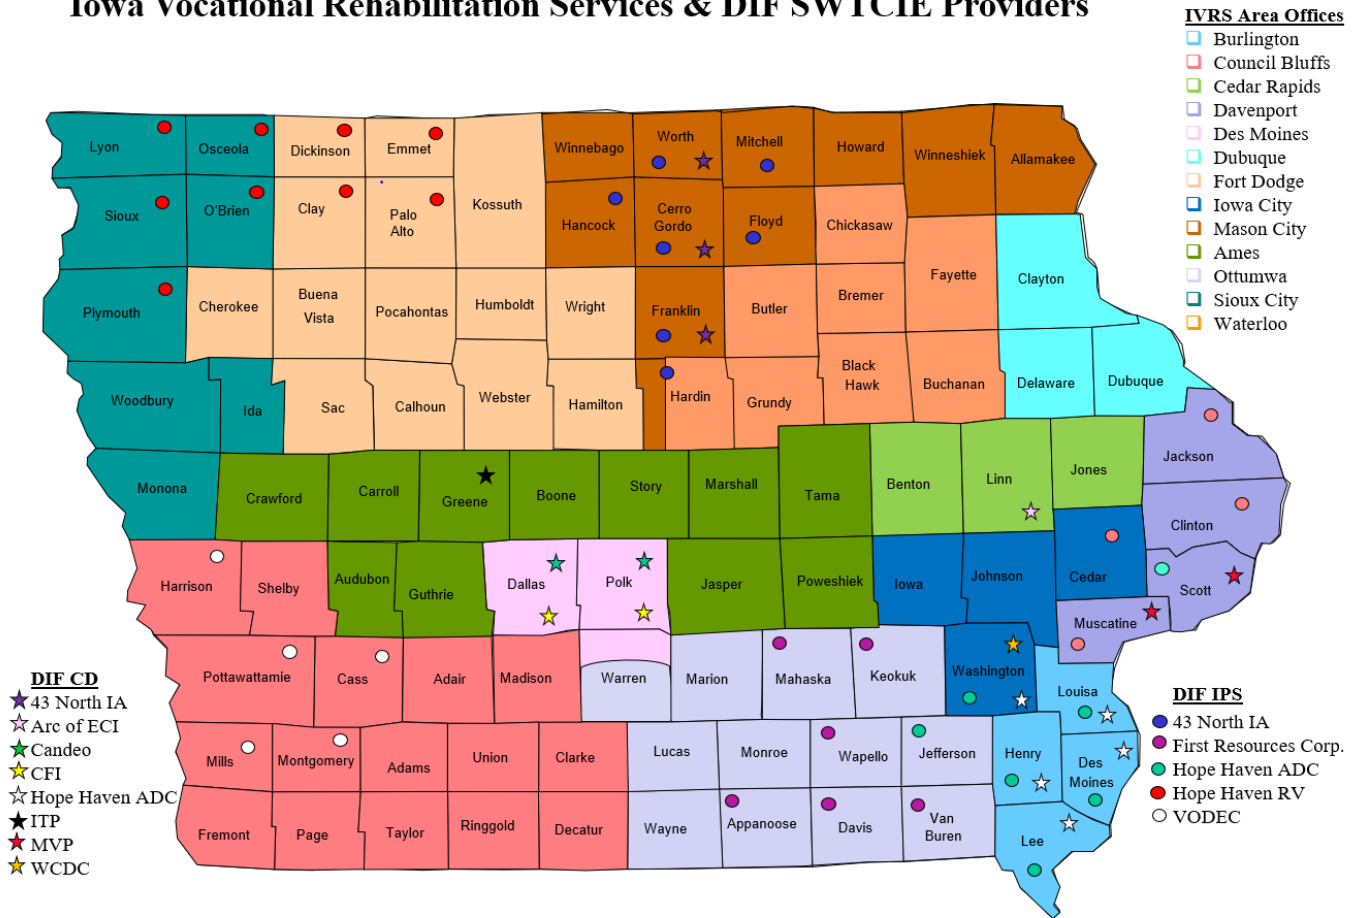 Iowa Vocational Rehabilitation Services & DIF SWTCIE Providers
IVRS Area Offices
Burlington
Council Bluffs
Cedar Rapids
Davenport
Des Moines
Dubuque
Fort Dodge
Iowa City
Mason City
Ames
Ottumwa
Sioux City
Waterloo
Lyon
Osceola
Dickinson
Emmet
Kossuth
Winnebago
Worth
Mitchell
Howard
Winneshiek
Allamakee
Sioux
O'Brien
Clay
Palo
Alto
Hancock
Cerro
Gordo
Floyd
Chickasaw
Fayette
Clayton
Plymouth
Cherokee
Buena
Vista
Pocahontas
Humboldt
Wright
Franklin
Butler
Bremer
Woodbury
Ida
Sac
Calhoun
Webster
Hamilton
Hardin
Grundy
Black
Hawk
Buchanan
Delaware
Dubuque
Monona
Crawford
Carroll
Greene
Boone
Story
Marshall
Tama
Benton
Linn
Jones
Jackson
Clinton
Harrison
Shelby
Audubon
Guthrie
Dallas
Polk
Jasper
Poweshiek
Iowa
Johnson
Cedar
Scott
Muscatine
Pottawattamie
Cass
Adair
Madison
Warren
Marion
Mahaska
Keokuk
Washington
Louisa
Mills
Montgomery
Adams
Union
Clarke
Lucas
Monroe
Wapello
Jefferson
Henry
Des
Moines
Fremont
Page
Taylor
Ringgold
Decatur
Wayne
Appanoose
Davis
Van
Buren
Lee
DIF CD
43 North IA
Arc of ECI
Candeo
CFI
Hope Haven ADC
ITP
MVP
WCDC
DIF IPS
43 North IA
First Resources Corp.
Hope Haven ADC
Hope Haven RV
VODEC